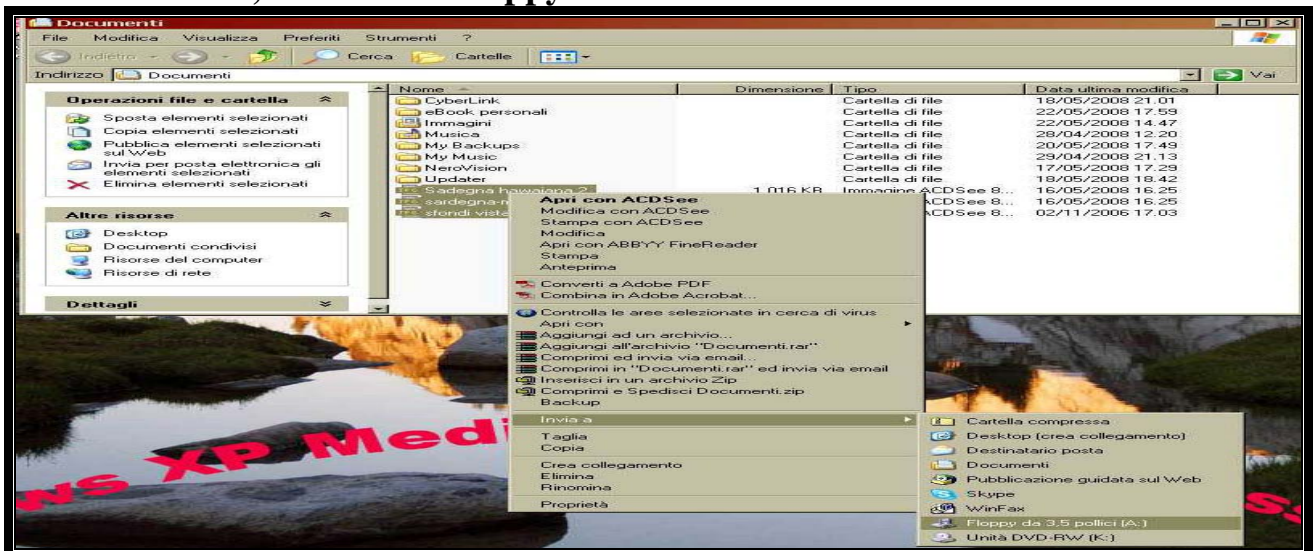 Documenti
File Modifica Visualizza Preferiti Strumenti ?
Indietro Cerca Cartelle
Indirizzo Documenti Vai
Operazioni file e cartella
Sposta elementi selezionati
Copia elementi selezionati
Pubblica elementi selezionati
sul Web
Invia per posta elettronica gli
elementi selezionati
Elimina elementi selezionati
Altre risorse
Desktop
Documenti condivisi
Risorse del computer
Risorse di rete
Dettagli
Nome Dimensione Tipo Data ultima modifica
CyberLink Cartella di file 18/05/2008 21.01
eBook personali Cartella di file 22/05/2008 17.59
Immagini Cartella di file 22/05/2008 14.47
Musica Cartella di file 28/04/2008 12.20
My Backups Cartella di file 20/05/2008 17.49
My Music Cartella di file 29/04/2008 21.13
NeroVision Cartella di file 17/05/2008 17.29
Updater Cartella di file 18/05/2008 18.42
Sadegna hawaiana 2 1.016 KB Immagine ACDSee 8... 16/05/2008 16.25
sardegna- ACDSee 8... 16/05/2008 16.25
sfondi vista ACDSee 8... 02/11/2006 17.03
Apri con ACDSee
Modifica con ACDSee
Stampa con ACDSee
Modifica
Apri con ABBYY FineReader
Stampa
Anteprima
Converti a Adobe PDF
Combina in Adobe Acrobat...
Controlla le aree selezionate in cerca di virus
Apri con
Aggiungi ad un archivio...
Aggiungi all'archivio "Documenti.rar"
Comprimi ed invia via email...
Comprimi in "Documenti.rar" ed invia via email
Inserisci in un archivio Zip
Comprimi e Spedisci Documenti.zip
Backup
Invia a
Taglia
Copia
Crea collegamento
Elimina
Rinomina
Proprietà
Cartella compressa
Desktop (crea collegamento)
Destinatario posta
Documenti
Pubblicazione guidata sul Web
Skype
WinFax
Floppy da 3,5 pollici (A:)
Unità DVD-RW (K:)
ws XP Medi